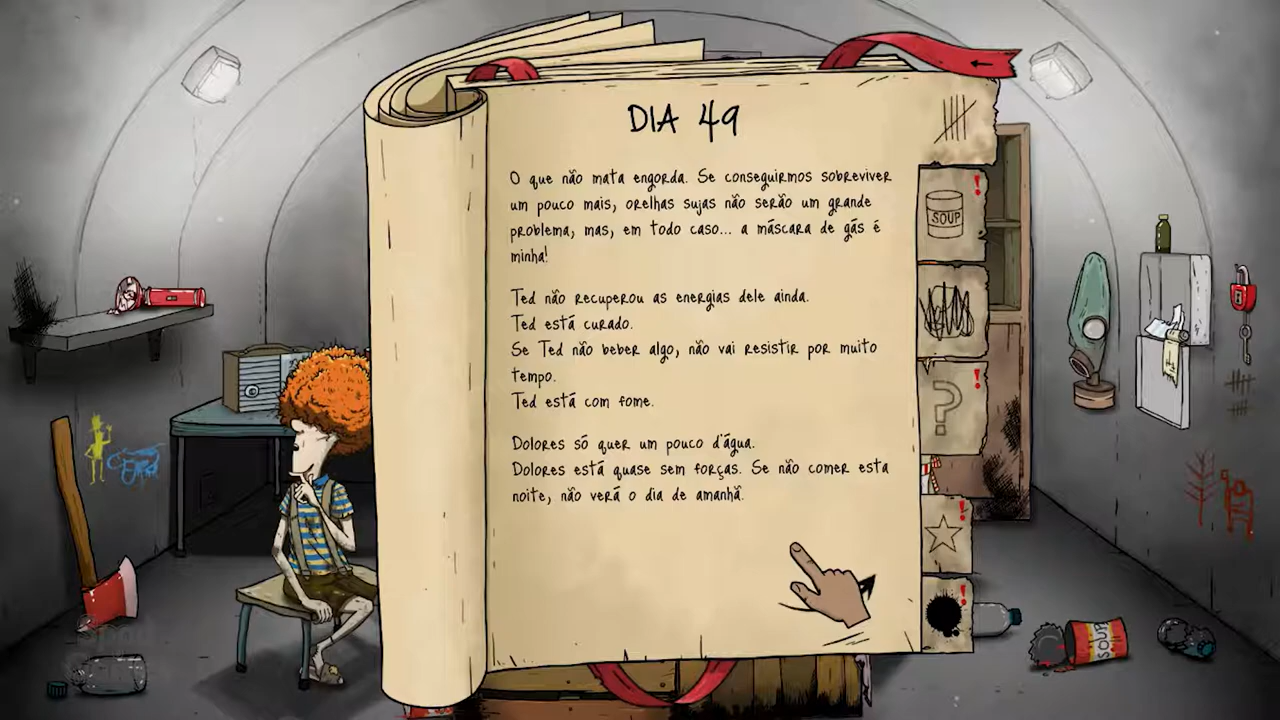 DIA 49
O que não mata engorda. Se conseguirmos sobreviver
um pouco mais, orelhas sujas não serão um grande
problema, mas, em todo caso... a máscara de gás é
minha!
Ted não recuperou as energias dele ainda.
Ted está curado.
Se Ted não beber algo, não vai resistir por muito
tempo.
Ted está com fome.
Dolores só quer um pouco d'água.
Dolores está quase sem forças. Se não comer esta
noite, não verá o dia de amanhã.
!
SOUP
!
?
!
!
SOUP